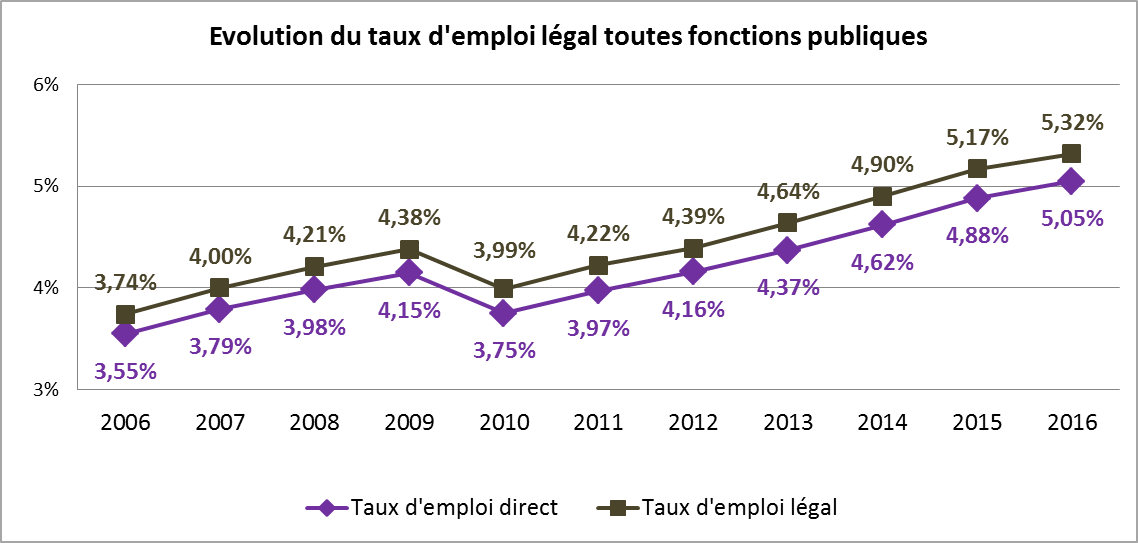 Evolution du taux d'emploi légal toutes fonctions publiques
6%
5%
4%
3%
3,74% 4,00% 4,21% 4,38% 3,99% 4,22% 4,39% 4,64% 4,90% 5,17% 5,32%
3,55% 3,79% 3,98% 4,15% 3,75% 3,97% 4,16% 4,37% 4,62% 4,88% 5,05%
2006 2007 2008 2009 2010 2011 2012 2013 2014 2015 2016
Taux d'emploi direct Taux d'emploi légal